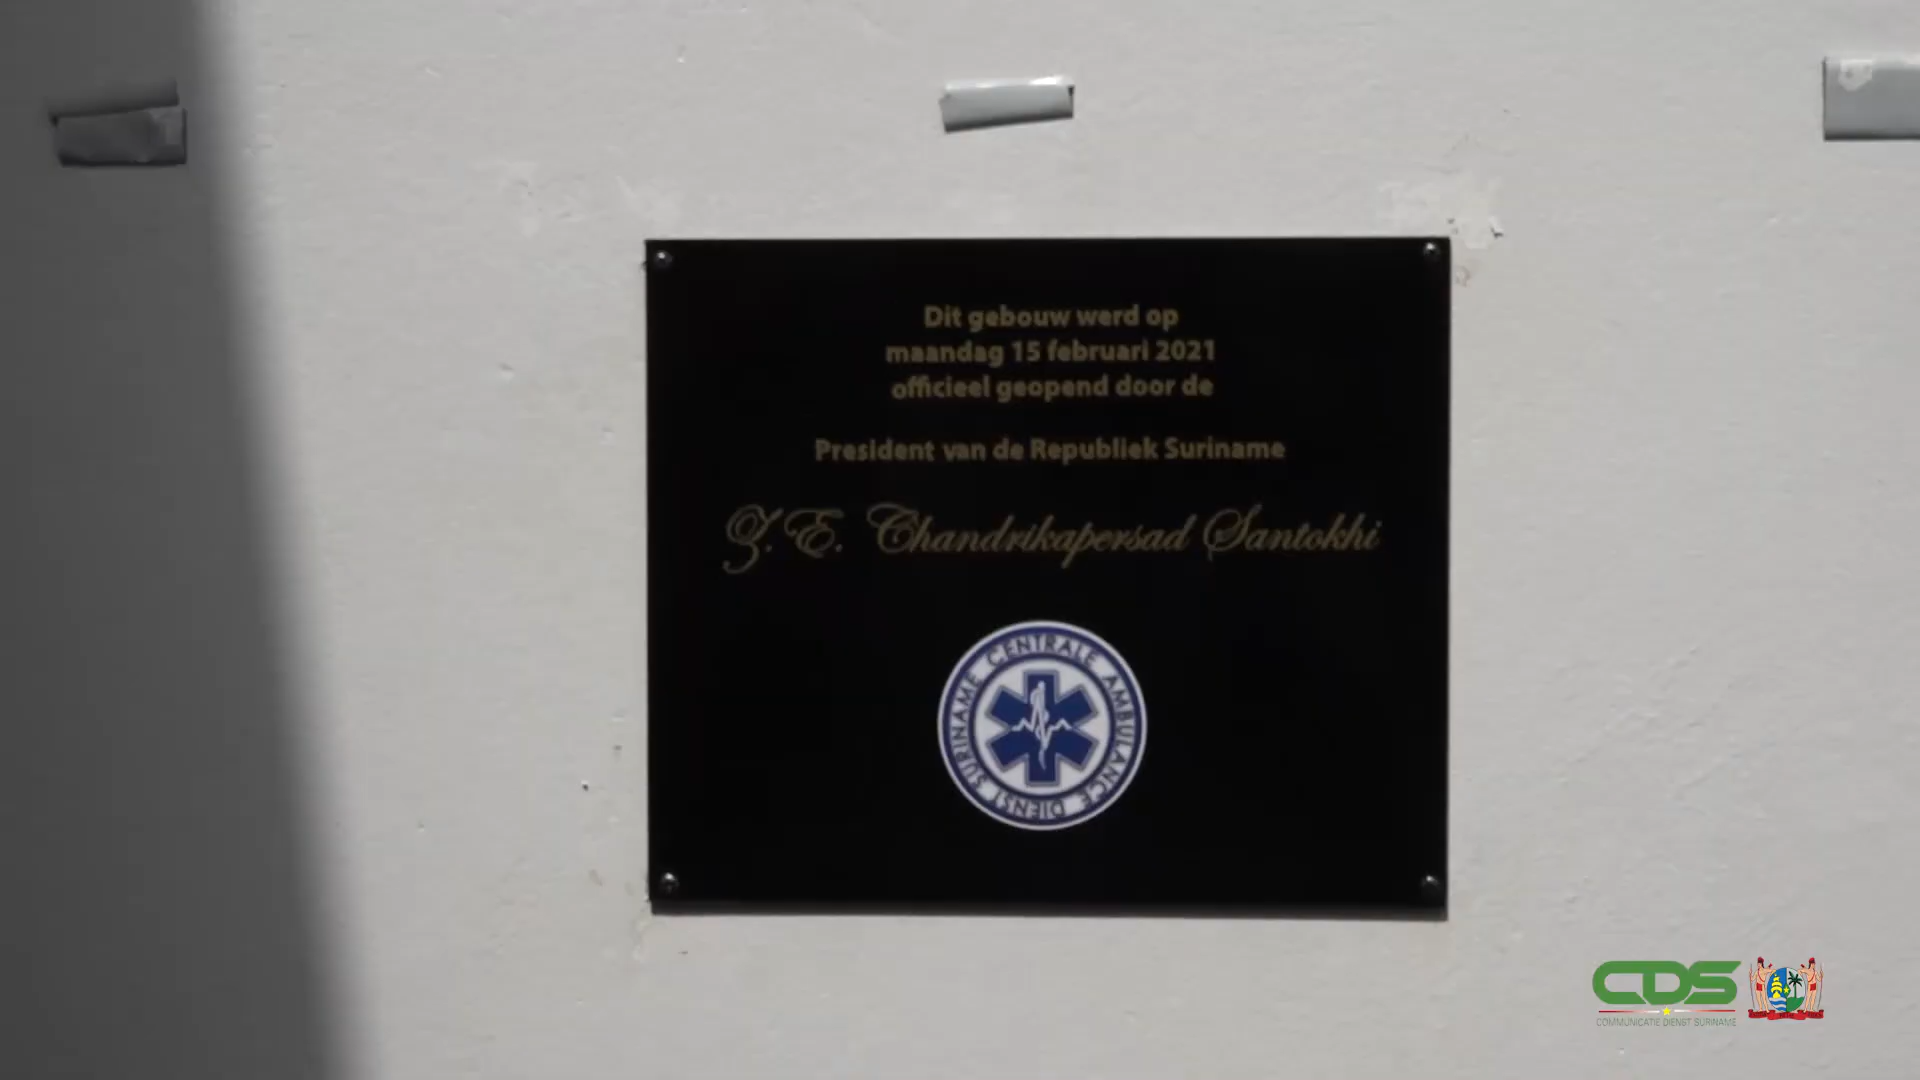 Dit gebouw werd op
maandag 15 februari 2021
officieel geopend door de
President van de Republiek Suriname
Z.E. Chandrikapersad Santokhi
CENTRALE AMBULANCE DIENST SURINAME
CDS
COMMUNICATIE DIENST SURINAME